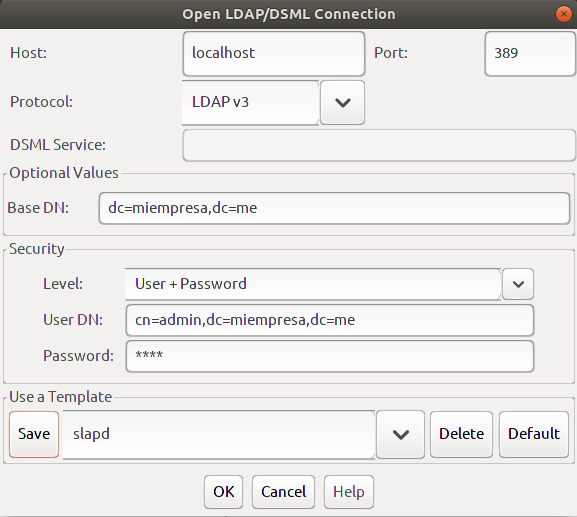 Open LDAP/DSML Connection
Host: localhost Port: 389
Protocol: LDAP v3
DSML Service:
Optional Values
Base DN: dc=miempresa,dc=me
Security
Level: User + Password
User DN: cn=admin,dc=miempresa,dc=me
Password: ****
Use a Template
Save slapd Delete Default
OK Cancel Help